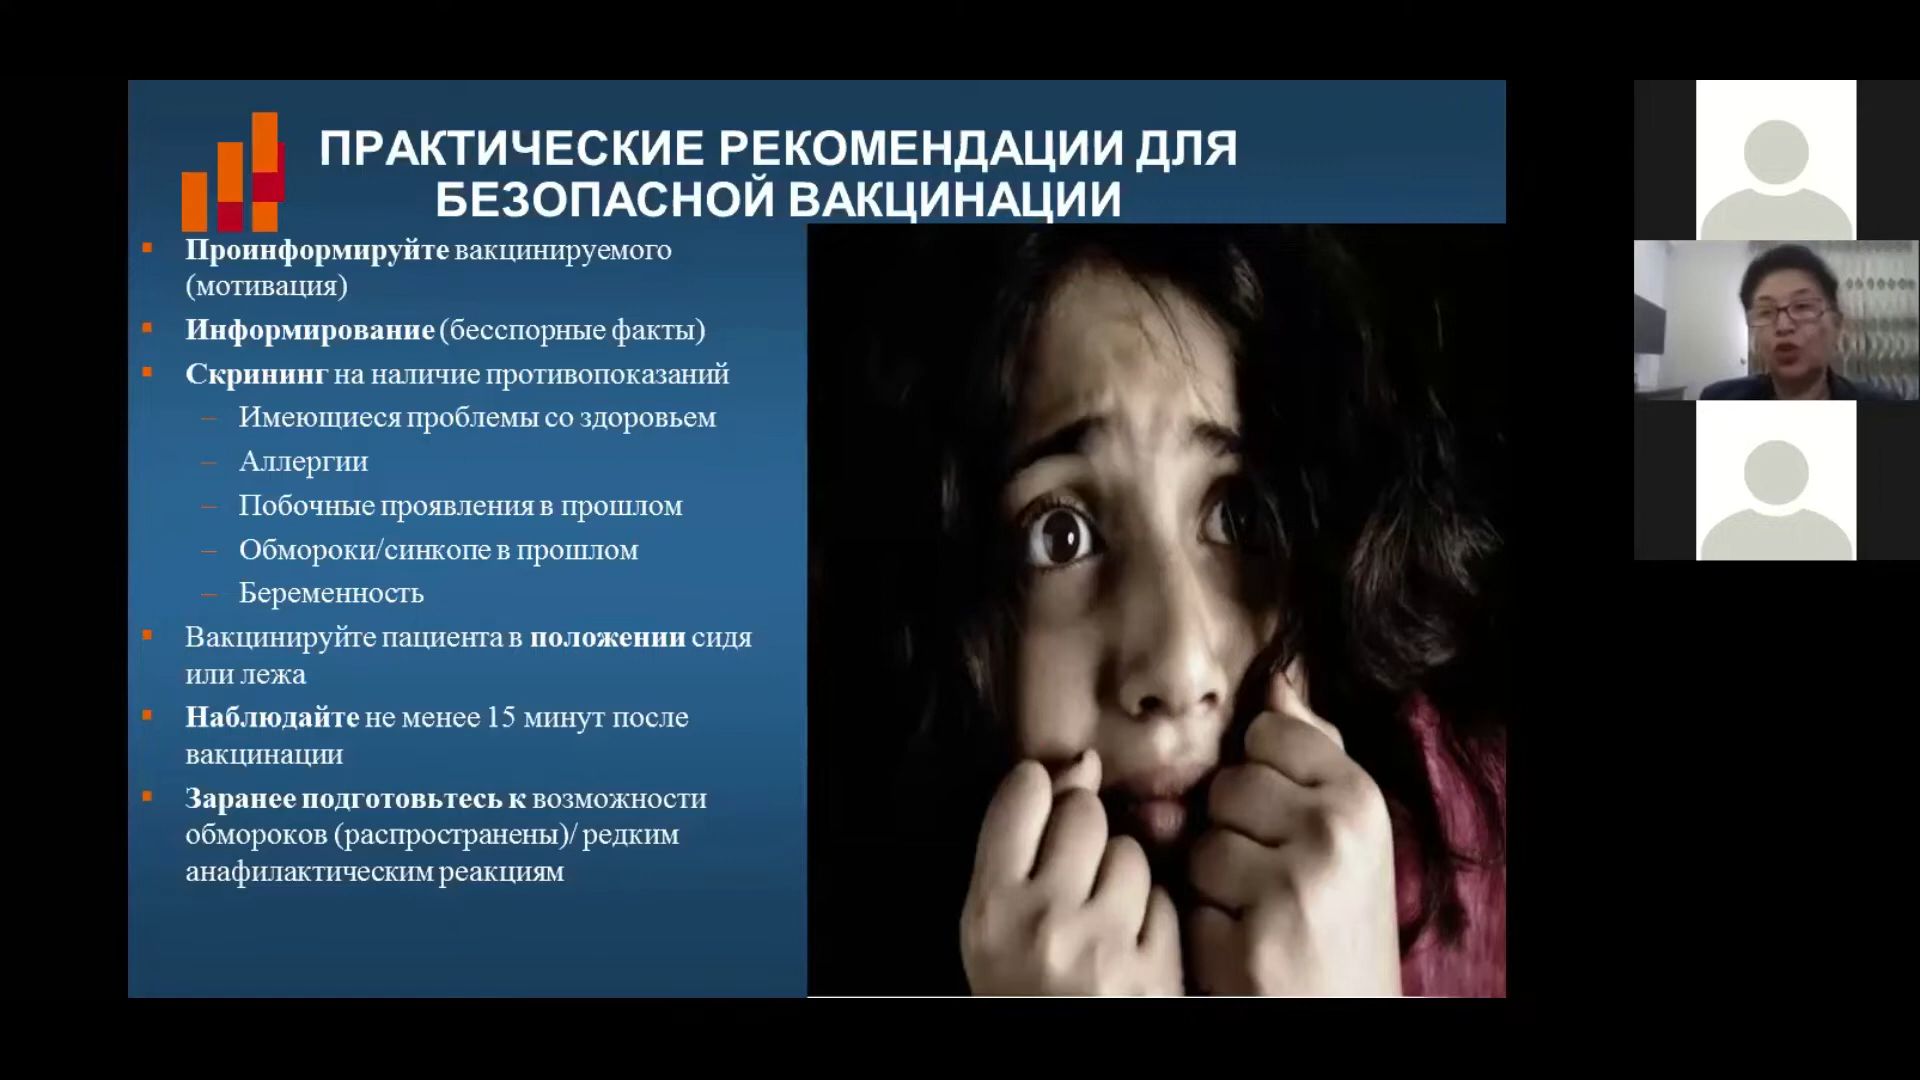 ПРАКТИЧЕСКИЕ РЕКОМЕНДАЦИИ ДЛЯ
БЕЗОПАСНОЙ ВАКЦИНАЦИИ
Проинформируйте вакцинируемого
(мотивация)
Информирование (бесспорные факты)
Скрининг на наличие противопоказаний
– Имеющиеся проблемы со здоровьем
– Аллергии
– Побочные проявления в прошлом
– Обмороки/синкопе в прошлом
– Беременность
Вакцинируйте пациента в положении сидя
или лежа
Наблюдайте не менее 15 минут после
вакцинации
Заранее подготовьтесь к возможности
обмороков (распространены)/ редким
анафилактическим реакциям